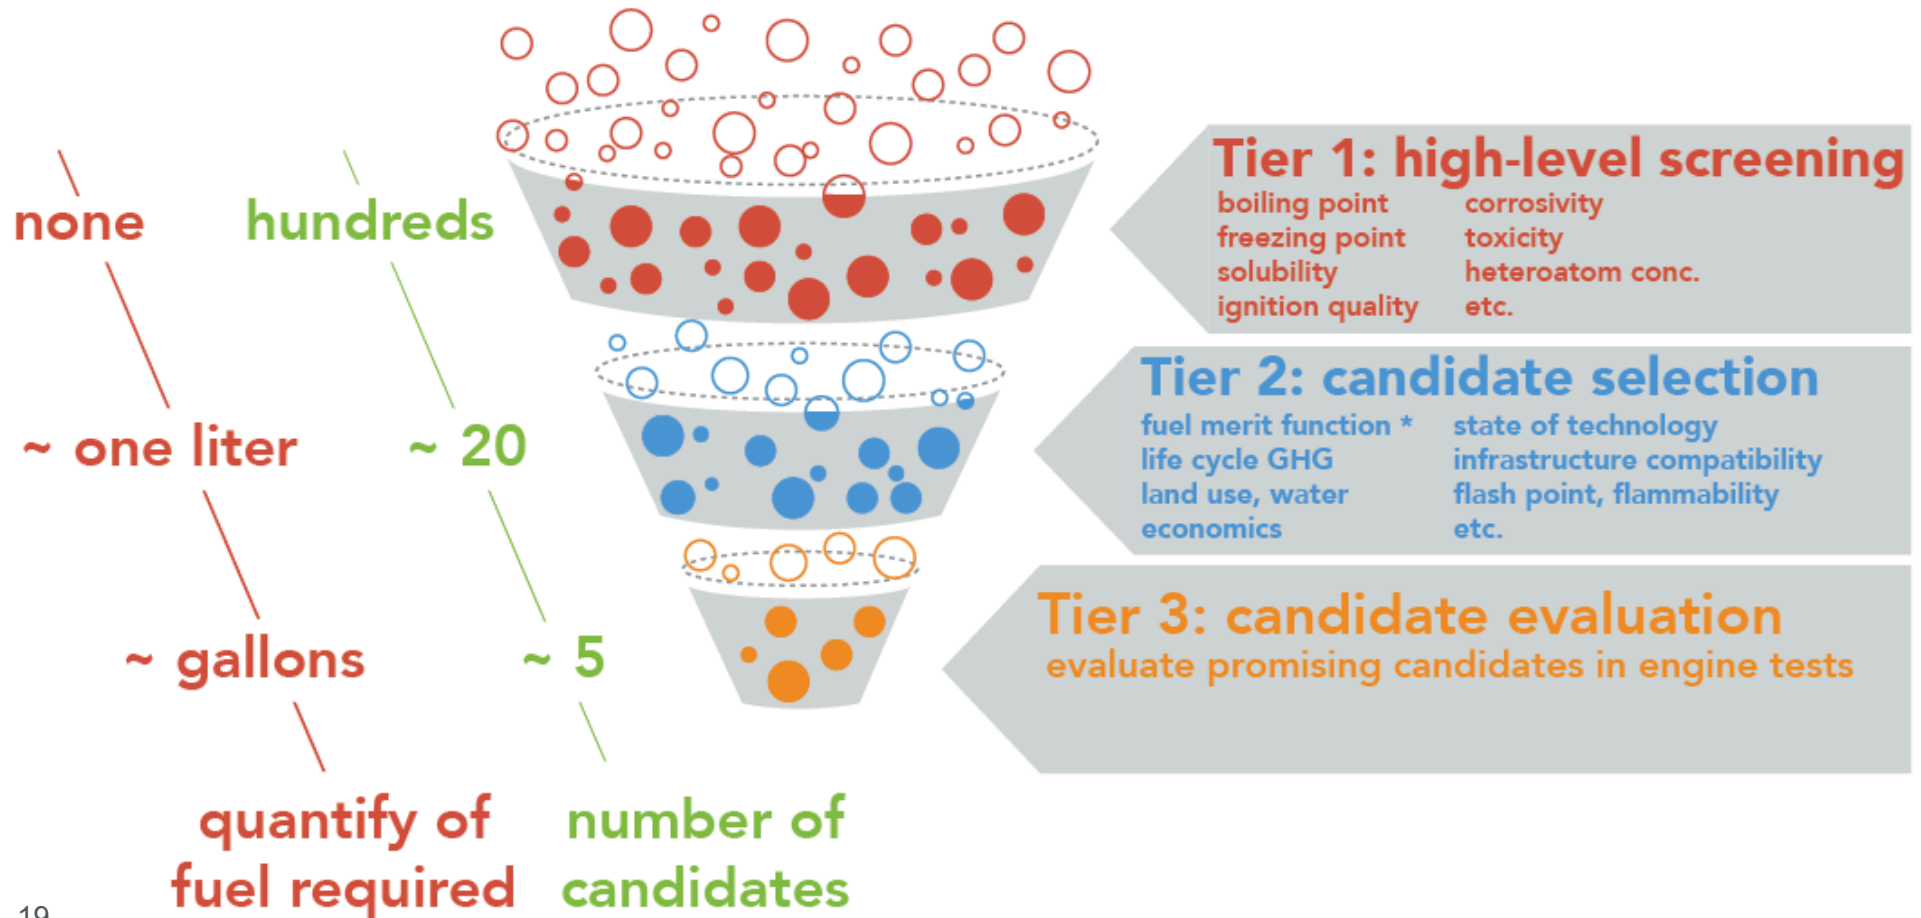 none
hundreds
~ one liter
~ 20
~ gallons
~ 5
quantify of
fuel required
number of
candidates
Tier 1: high-level screening
boiling point
freezing point
solubility
ignition quality
corrosivity
toxicity
heteroatom conc.
etc.
Tier 2: candidate selection
fuel merit function *
life cycle GHG
land use, water
economics
state of technology
infrastructure compatibility
flash point, flammability
etc.
Tier 3: candidate evaluation
evaluate promising candidates in engine tests
19